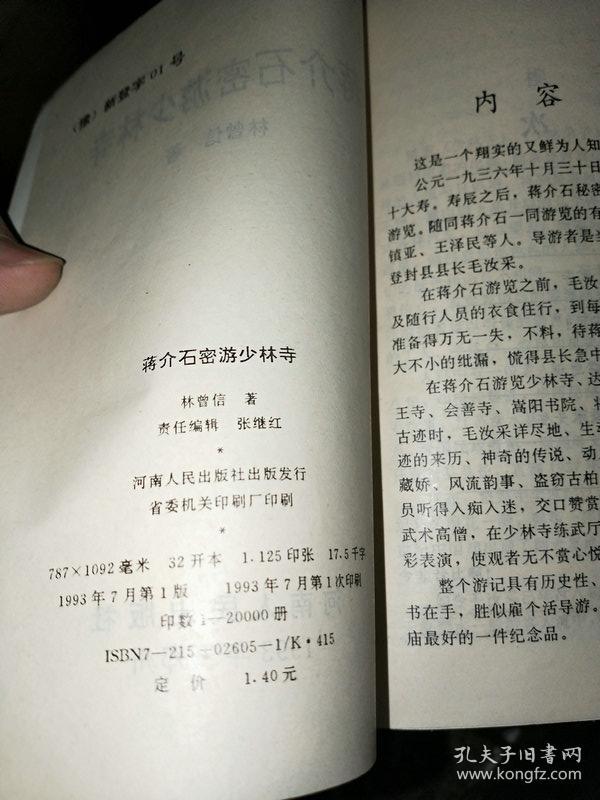 (豫)新登字01号
蒋介石密游少林寺
林曾信 著
责任编辑 张继红
*
河南人民出版社出版发行
省委机关印刷厂印刷
*
787×1092毫米 32开本 1.125印张 17.5千字
1993年7月第1版 1993年7月第1次印刷
印数1—20000册
ISBN7—215—02605—1/K·415
定 价 1.40元
内 容
这是一个翔实的又鲜为人知
公元一九三六年十月三十日
十大寿。寿辰之后,蒋介石秘密
游览。随同蒋介石一同游览的有
镇亚、王泽民等人。导游者是当
登封县县长毛汝采。
在蒋介石游览之前,毛汝
及随行人员的衣食住行,到每
准备得万无一失,不料,待蒋
大不小的纰漏,慌得县长急中
在蒋介石游览少林寺、达
王寺、会善寺、嵩阳书院、将
古迹时,毛汝采详尽地、生动
迹的来历、神奇的传说、动人
藏娇、风流韵事、盗窃古柏
员听得入痴入迷,交口赞赏
武术高僧,在少林寺练武厅
彩表演,使观者无不赏心悦
整个游记具有历史性、
书在手,胜似雇个活导游。
庙最好的一件纪念品。
孔夫子旧书网
www.kongfz.com